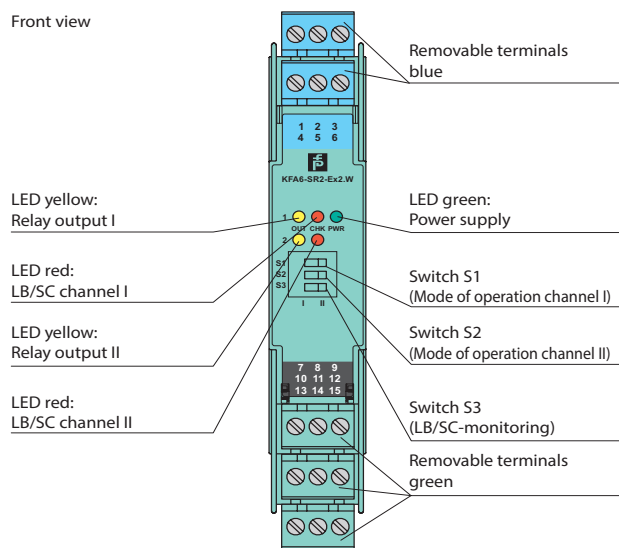 Front view
Removable terminals
blue
1 2 3
4 5 6
KFA6-SR2-Ex2.W
LED yellow:
Relay output I
LED green:
Power supply
1
OUT CHK PWR
2
LED red:
LB/SC channel I
S1
S2
S3
I II
Switch S1
(Mode of operation channel I)
LED yellow:
Relay output II
Switch S2
(Mode of operation channel II)
7 8 9
10 11 12
13 14 15
LED red:
LB/SC channel II
Switch S3
(LB/SC-monitoring)
Removable terminals
green